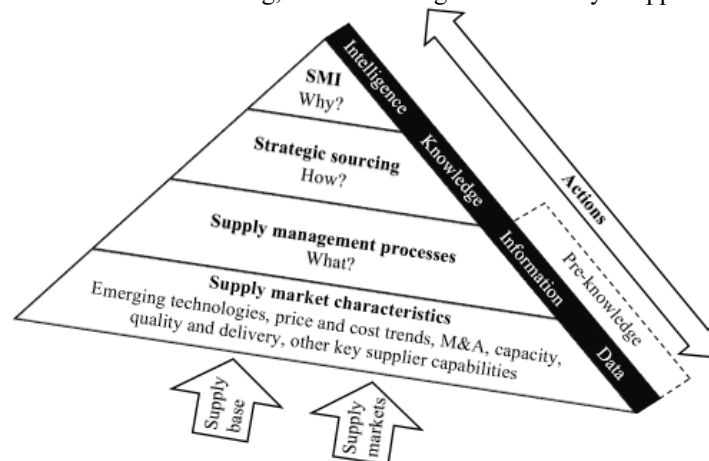 SMI
Why?
Strategic sourcing
How?
Supply management processes
What?
Supply market characteristics
Emerging technologies, price and cost trends, M&A, capacity,
quality and delivery, other key supplier capabilities
Intelligence
Knowledge
Information
Data
Pre-knowledge
Actions
Supply
base
Supply
markets